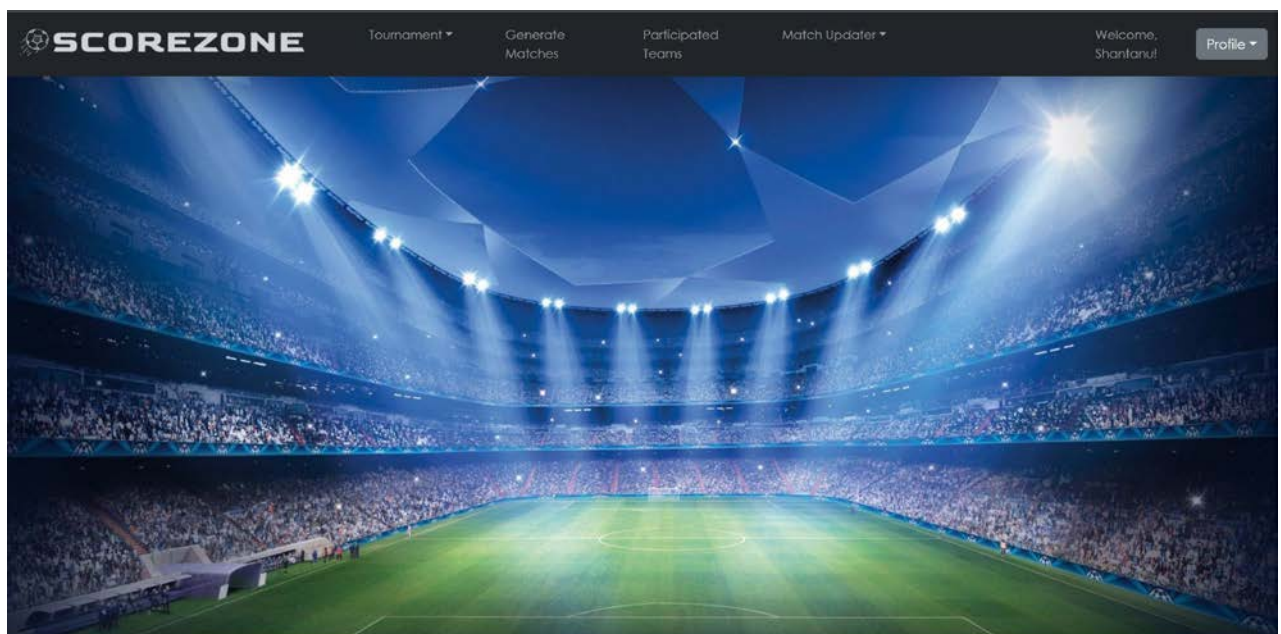 SCOREZONE
Tournament
Generate
Matches
Participated
Teams
Match Updater
Welcome,
Shantanu!
Profile